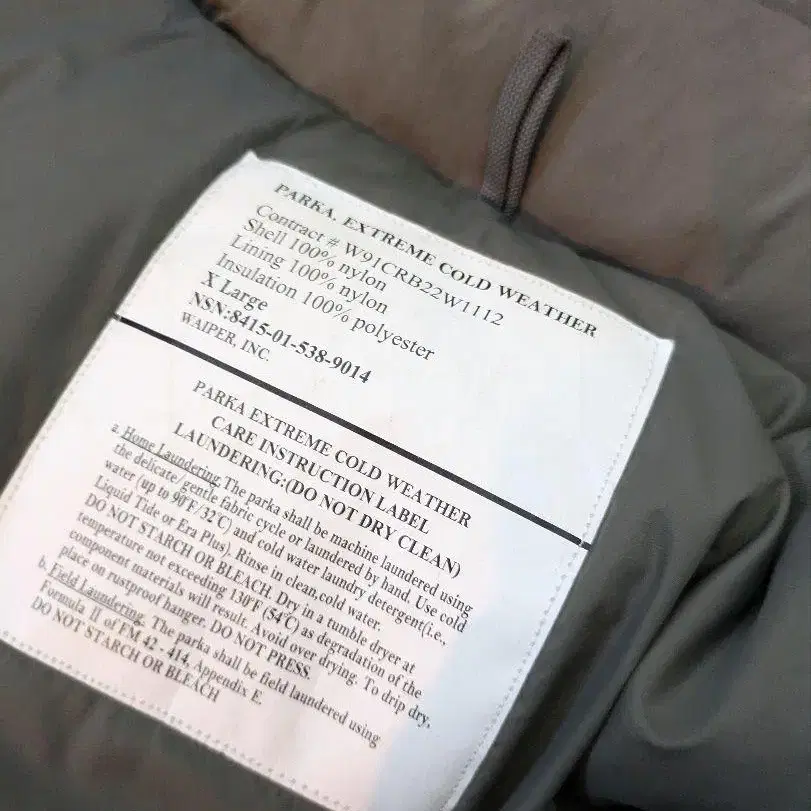 PARKA, EXTREME COLD WEATHER
Contract # W91CRB22W1112
Shell 100% nylon
Lining 100% nylon
Insulation 100% polyester
X Large
NSN:8415-01-538-9014
WAIPER, INC.
PARKA EXTREME COLD WEATHER
CARE INSTRUCTION LABEL
LAUNDERING:(DO NOT DRY CLEAN)
a. Home Laundering. The parka shall be machine laundered using
the delicate/gentle fabric cycle or laundered by hand. Use cold
water (up to 90°F/32°C) and cold water laundry detergent(i.e.,
Liquid Tide or Era Plus). Rinse in clean,cold water.
DO NOT STARCH OR BLEACH. Dry in a tumble dryer at
temperature not exceeding 130°F (54°C) as degradation of the
component materials will result. Avoid over drying. To drip dry,
place on rustproof hanger. DO NOT PRESS.
b. Field Laundering. The parka shall be field laundered using
Formula II of FM 42 - 414, Appendix E.
DO NOT STARCH OR BLEACH